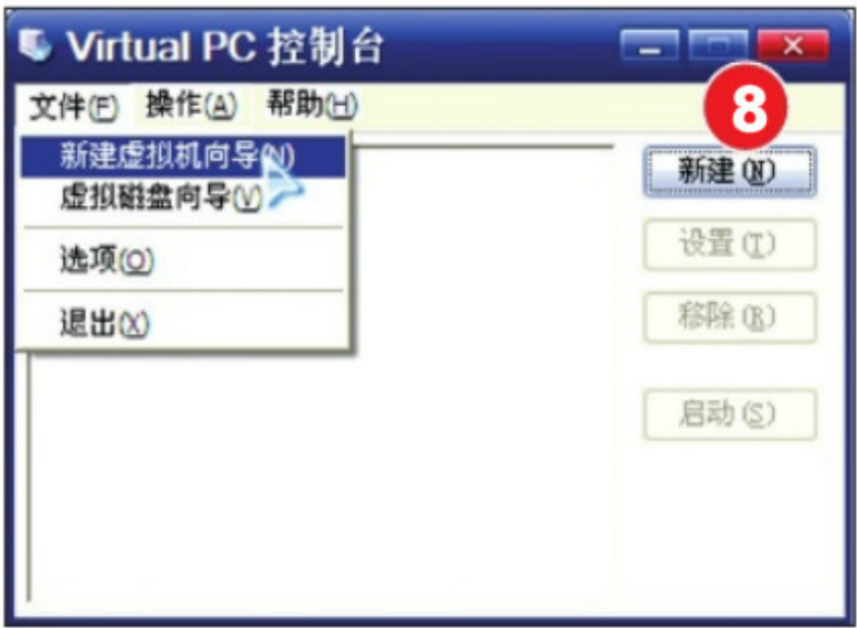 Virtual PC 控制台
文件(F) 操作(A) 帮助(H)
8
新建虚拟机向导(N)
虚拟磁盘向导(V)
选项(O)
退出(X)
新建(N)
设置(T)
移除(R)
启动(S)